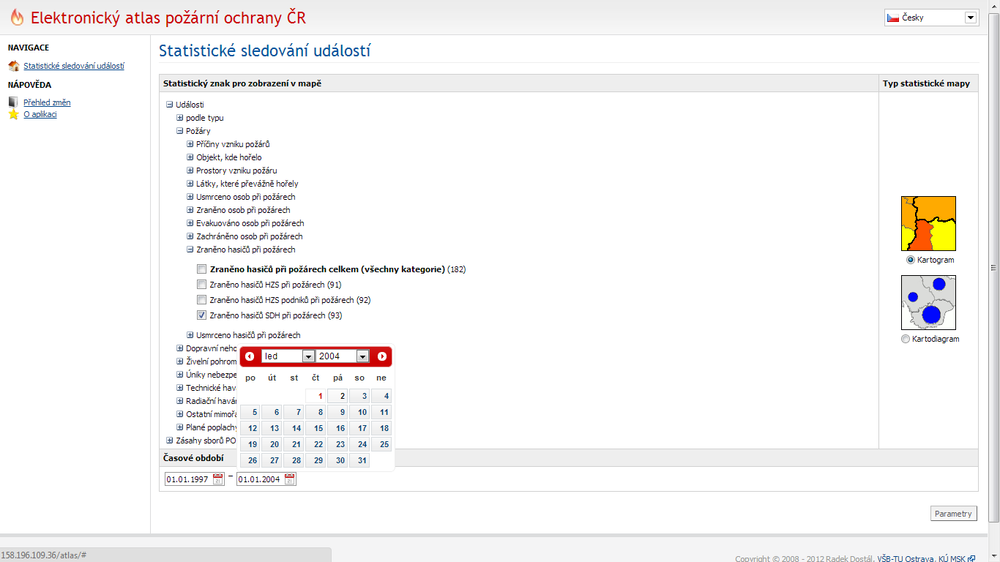 Elektronický atlas požární ochrany ČR
Česky
NAVIGACE
Statistické sledování událostí
NÁPOVĚDA
Přehled změn
O aplikaci
Statistické sledování událostí
Statistický znak pro zobrazení v mapě
Typ statistické mapy
Události
podle typu
Požáry
Příčiny vzniku požárů
Objekt, kde hořelo
Prostory vzniku požáru
Látky, které převážně hořely
Usmrceno osob při požárech
Zraněno osob při požárech
Evakuováno osob při požárech
Zachráněno osob při požárech
Zraněno hasičů při požárech
Zraněno hasičů při požárech celkem (všechny kategorie) (182)
Zraněno hasičů HZS při požárech (91)
Zraněno hasičů HZS podniků při požárech (92)
Zraněno hasičů SDH při požárech (93)
Usmrceno hasičů při požárech
Dopravní neho
Živelní pohrom
Úniky nebezpe
Technické hav
Radiační havár
Ostatní mimořá
Plané poplachy
Zásahy sborů PO
Kartogram
Kartodiagram
led 2004
po út st čt pá so ne
1 2 3 4
5 6 7 8 9 10 11
12 13 14 15 16 17 18
19 20 21 22 23 24 25
26 27 28 29 30 31
Časové období
01.01.1997 – 01.01.2004
Parametry
158.196.109.36/atlas/#
Copyright © 2008 - 2012 Radek Dostál, VŠB-TU Ostrava, KÚ MSK